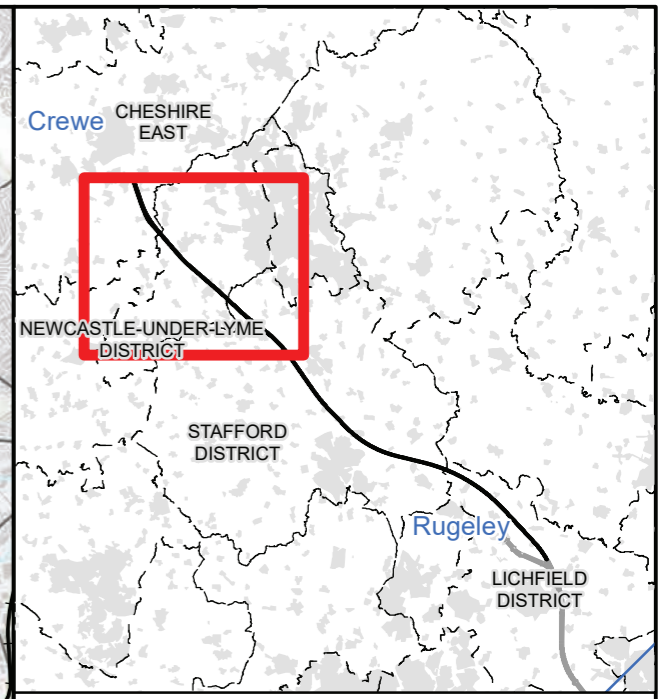 CHESHIRE
EAST
Crewe
NEWCASTLE-UNDER-LYME
DISTRICT
STAFFORD
DISTRICT
Rugeley
LICHFIELD
DISTRICT